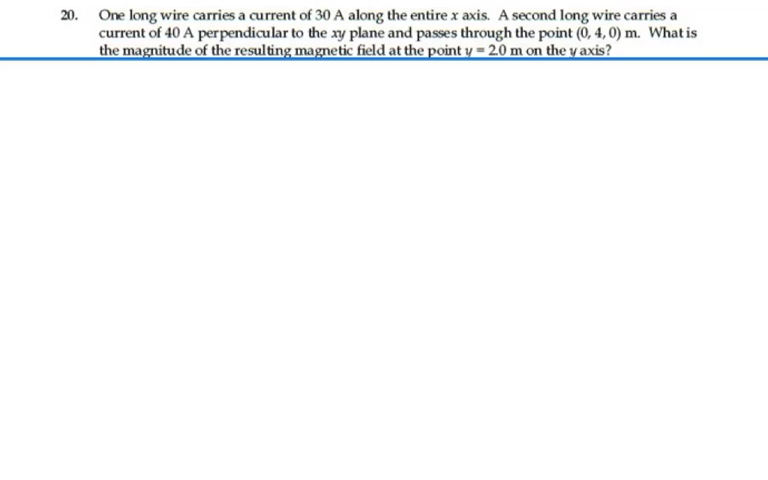 20. One long wire carries a current of 30 A along the entire x axis. A second long wire carries a
current of 40 A perpendicular to the xy plane and passes through the point (0, 4, 0) m. What is
the magnitude of the resulting magnetic field at the point y = 2.0 m on the y axis?